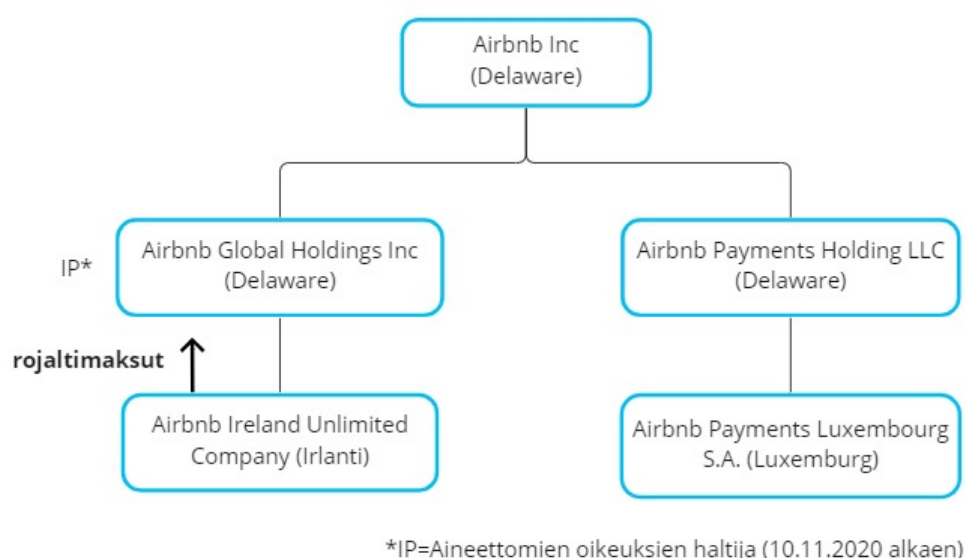 Airbnb Inc
(Delaware)
IP*
Airbnb Global Holdings Inc
(Delaware)
Airbnb Payments Holding LLC
(Delaware)
rojaltimaksut
Airbnb Ireland Unlimited
Company (Irlanti)
Airbnb Payments Luxembourg
S.A. (Luxemburg)
*IP=Aineettomien oikeuksien haltija (10.11.2020 alkaen)